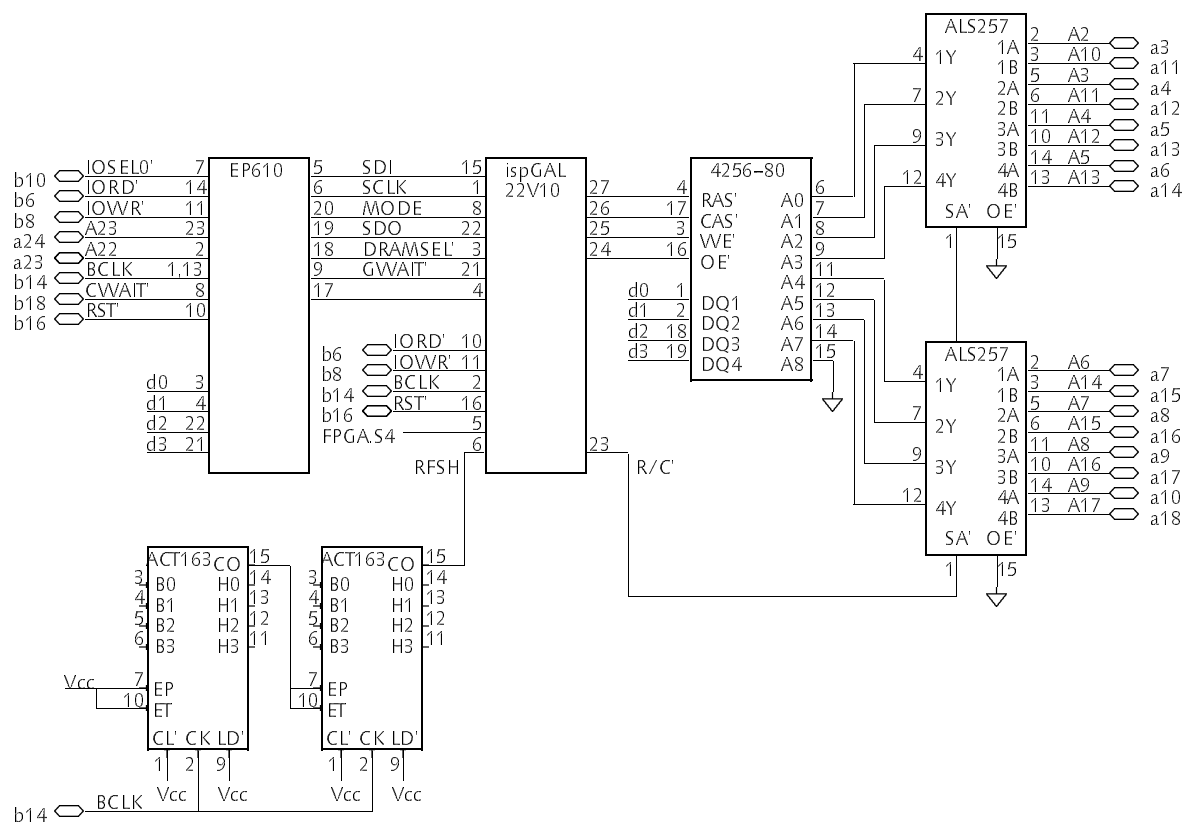 ALS257
4 1Y 1A 2 A2 a3
1B 3 A10 a11
7 2Y 2A 5 A3 a4
2B 6 A11 a12
9 3Y 3A 11 A4 a5
3B 10 A12 a13
12 4Y 4A 14 A5 a6
4B 13 A13 a14
SA' OE'
1 15
EP610
b10 IOSEL0' 7
b6 IORD' 14
b8 IOWR' 11
a24 A23 23
a23 A22 2
b14 BCLK 1,13
b18 CWAIT' 8
b16 RST' 10
d0 3
d1 4
d2 22
d3 21
5 SDI 15
6 SCLK 1
20 MODE 8
19 SDO 22
18 DRAMSEL' 3
9 GWAIT' 21
17 4
ispGAL
22V10
b6 IORD' 10
b8 IOWR' 11
b14 BCLK 2
b16 RST' 16
FPGA.S4 5
RFSH 6
27 4
26 17
25 3
24 16
23 R/C'
4256-80
RAS' A0 6
CAS' A1 7
WE' A2 8
OE' A3 9
A4 11
d0 1 DQ1 A5 12
d1 2 DQ2 A6 13
d2 18 DQ3 A7 14
d3 19 DQ4 A8 15
ALS257
4 1Y 1A 2 A6 a7
1B 3 A14 a15
7 2Y 2A 5 A7 a8
2B 6 A15 a16
9 3Y 3A 11 A8 a9
3B 10 A16 a17
12 4Y 4A 14 A9 a10
4B 13 A17 a18
SA' OE'
1 15
ACT163 CO 15
3 B0 H0 14
4 B1 H1 13
5 B2 H2 12
6 B3 H3 11
Vcc 7 EP
10 ET
CL' CK LD'
1 2 9
Vcc Vcc
ACT163 CO 15
3 B0 H0 14
4 B1 H1 13
5 B2 H2 12
6 B3 H3 11
7 EP
10 ET
CL' CK LD'
1 2 9
Vcc Vcc
b14 BCLK